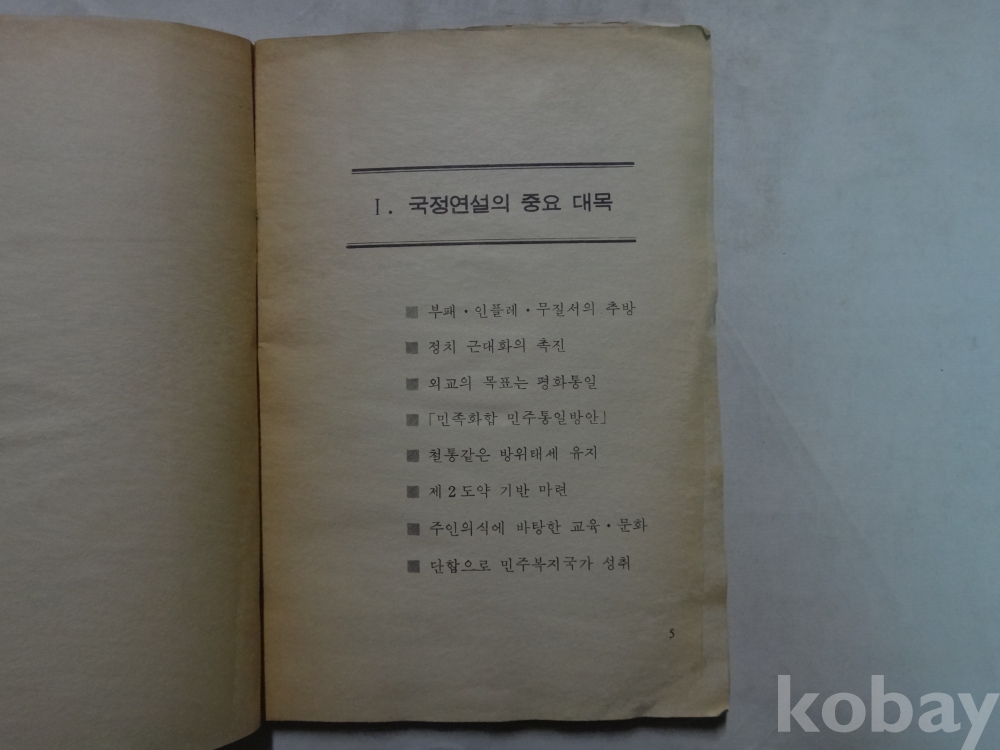 I. 국정연설의 중요 대목
■ 부패・인플레・무질서의 추방
■ 정치 근대화의 촉진
■ 외교의 목표는 평화통일
■ 「민족화합 민주통일방안」
■ 철통같은 방위태세 유지
■ 제2도약 기반 마련
■ 주인의식에 바탕한 교육・문화
■ 단합으로 민주복지국가 성취
5
kobay